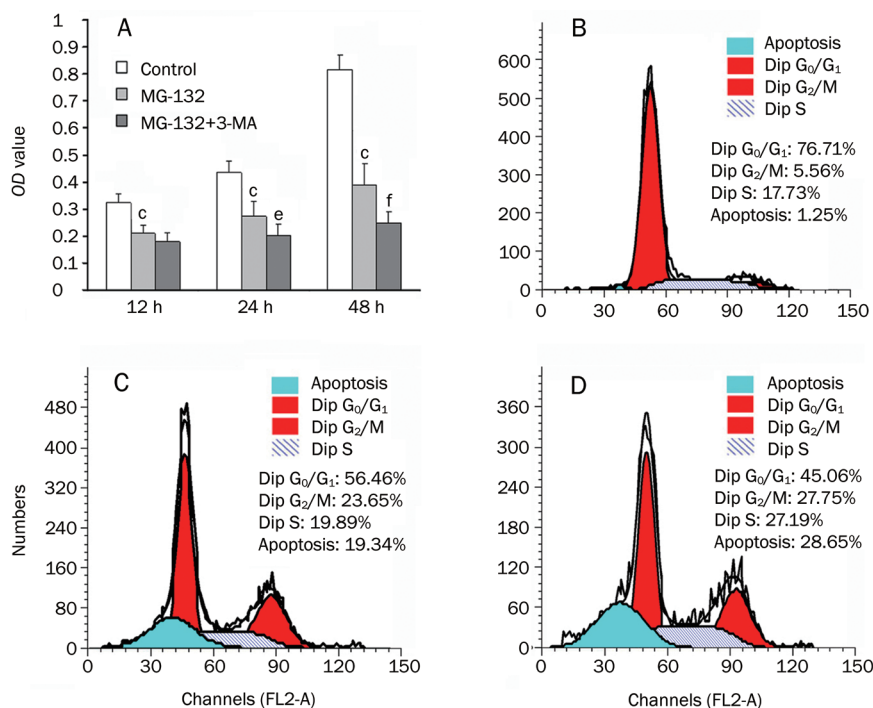 A
1
0.9
0.8
0.7
0.6
0.5
0.4
0.3
0.2
0.1
0
OD value
Control
MG-132
MG-132+3-MA
c
c
e
c
f
12 h
24 h
48 h
B
600
500
400
300
200
100
0
Apoptosis
Dip G₀/G₁
Dip G₂/M
Dip S
Dip G₀/G₁: 76.71%
Dip G₂/M: 5.56%
Dip S: 17.73%
Apoptosis: 1.25%
0 30 60 90 120 150
C
480
400
320
240
160
80
0
Numbers
Apoptosis
Dip G₀/G₁
Dip G₂/M
Dip S
Dip G₀/G₁: 56.46%
Dip G₂/M: 23.65%
Dip S: 19.89%
Apoptosis: 19.34%
0 30 60 90 120 150
Channels (FL2-A)
D
360
300
240
180
120
60
0
Apoptosis
Dip G₀/G₁
Dip G₂/M
Dip S
Dip G₀/G₁: 45.06%
Dip G₂/M: 27.75%
Dip S: 27.19%
Apoptosis: 28.65%
0 30 60 90 120 150
Channels (FL2-A)